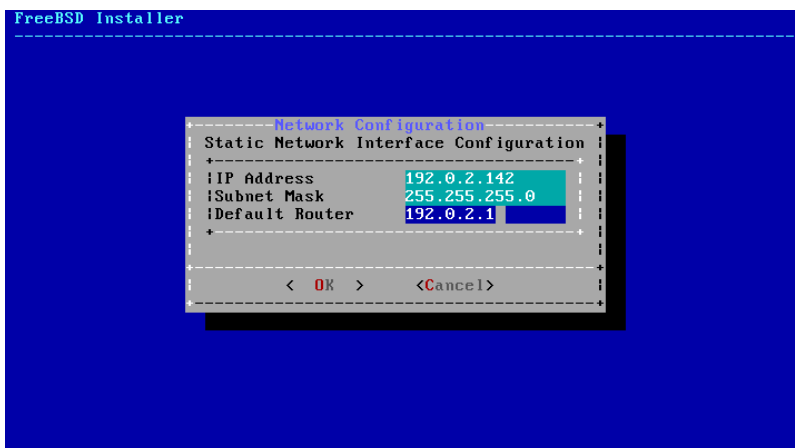 FreeBSD Installer
Network Configuration
Static Network Interface Configuration
IP Address 192.0.2.142
Subnet Mask 255.255.255.0
Default Router 192.0.2.1
< OK > <Cancel>